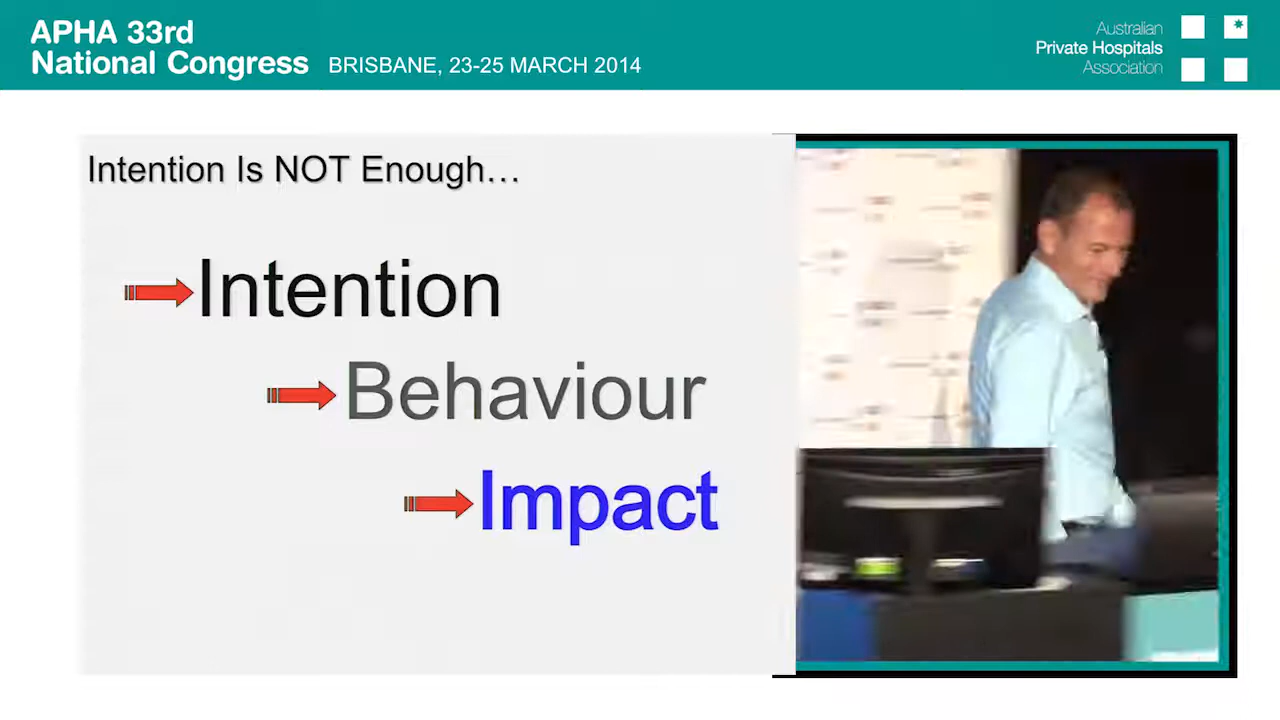 APHA 33rd
National Congress BRISBANE, 23-25 MARCH 2014
Australian
Private Hospitals
Association
Intention Is NOT Enough…
Intention
Behaviour
Impact